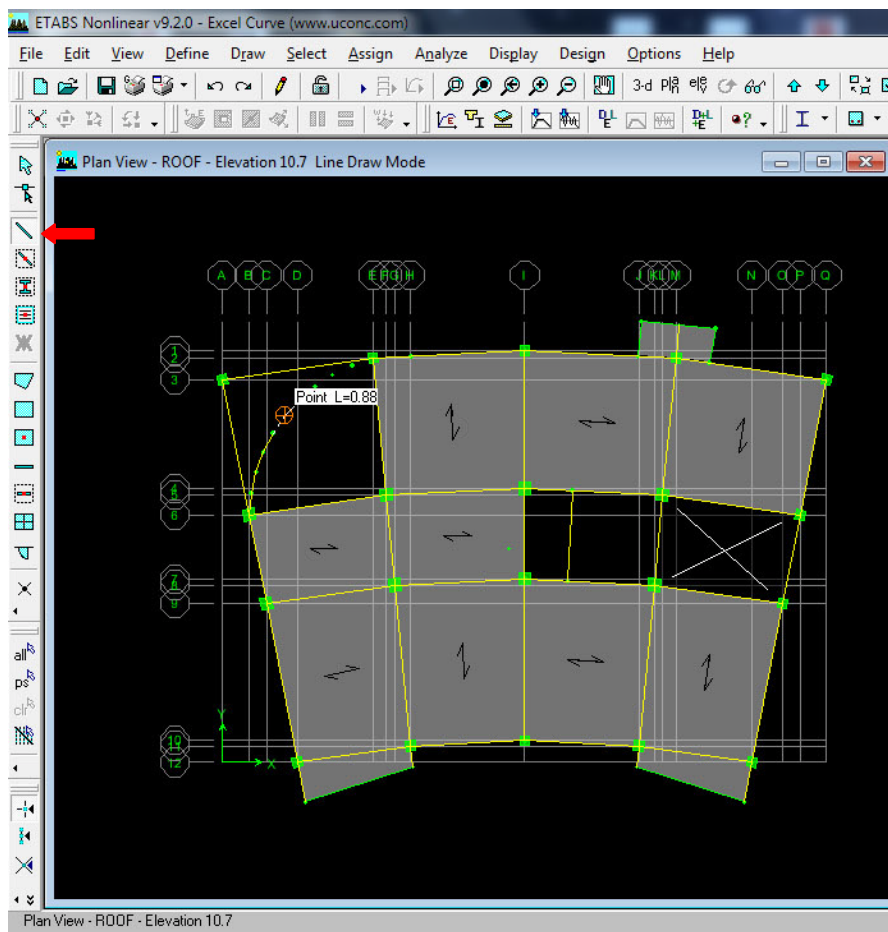 ETABS Nonlinear v9.2.0 - Excel Curve (www.uconc.com)
File Edit View Define Draw Select Assign Analyze Display Design Options Help
3-d
Plan View - ROOF - Elevation 10.7 Line Draw Mode
A B C D E F G H I J K L M N O P Q
1
2
3
Point L=0.88
4
5
6
7
8
9
all
ps
clr
Y
10
11
12
X
Plan View - ROOF - Elevation 10.7